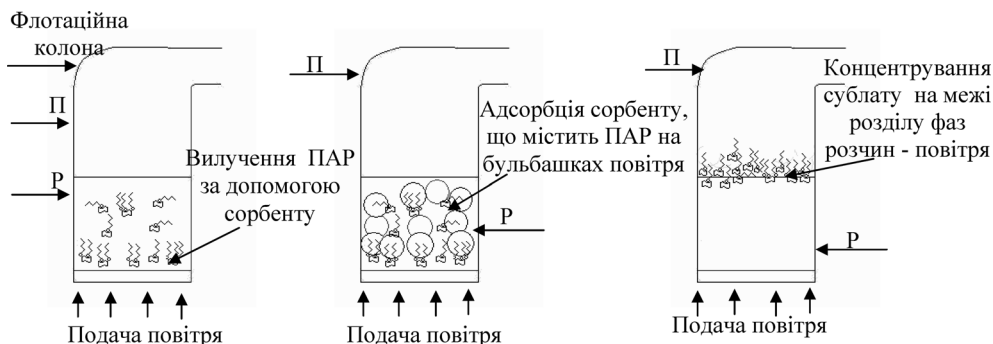 Флотаційна
колона
П
Р
Вилучення ПАР
за допомогою
сорбенту
Подача повітря
П
Адсорбція сорбенту,
що містить ПАР на
бульбашках повітря
Р
Подача повітря
П
Концентрування
сублату на межі
розділу фаз
розчин - повітря
Р
Подача повітря